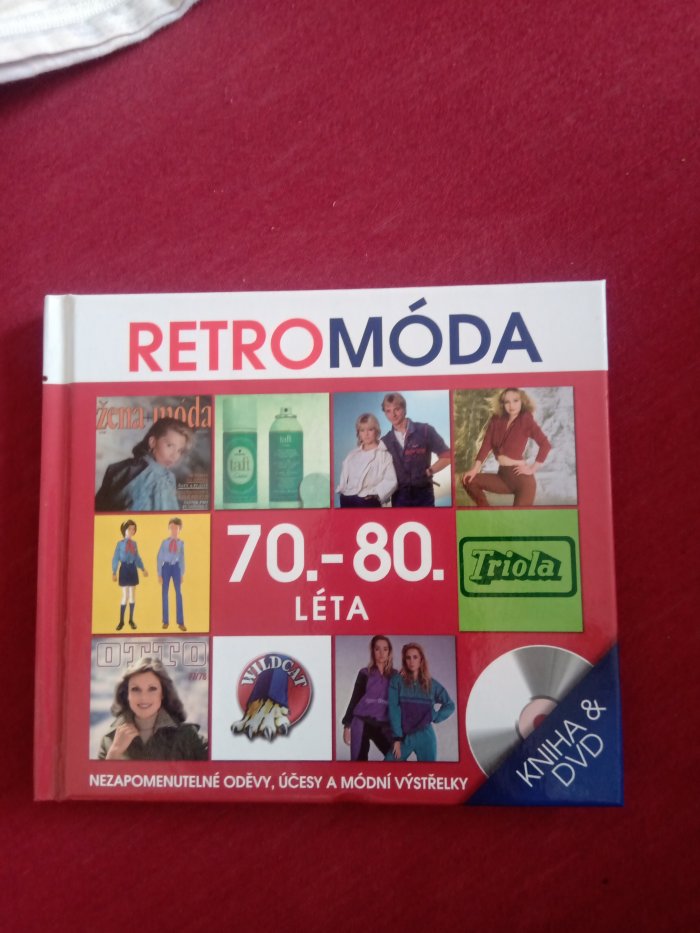 RETROMÓDA
žena móda
taft
taft
70.-80.
LÉTA
Triola
OTTO
WILDCAT
KNIHA &
DVD
NEZAPOMENUTELNÉ ODĚVY, ÚČESY A MÓDNÍ VÝSTŘELKY